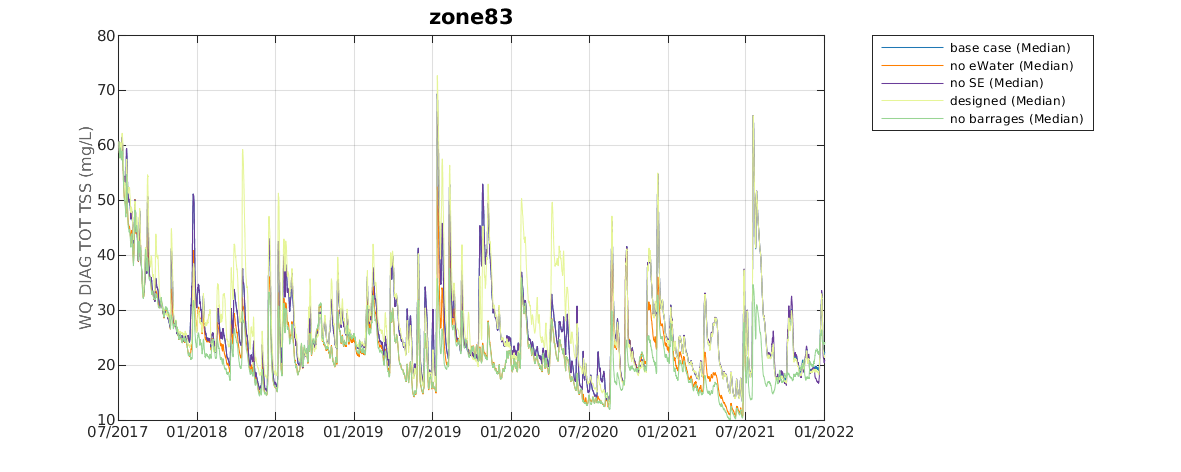 zone83
WQ DIAG TOT TSS (mg/L)
80
70
60
50
40
30
20
10
07/2017 01/2018 07/2018 01/2019 07/2019 01/2020 07/2020 01/2021 07/2021 01/2022
base case (Median)
no eWater (Median)
no SE (Median)
designed (Median)
no barrages (Median)